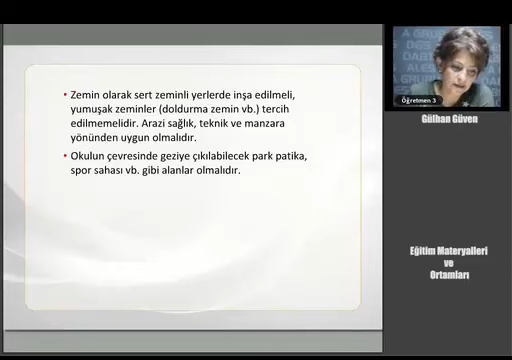 • Zemin olarak sert zeminli yerlerde inşa edilmeli,
yumuşak zeminler (doldurma zemin vb.) tercih
edilmemelidir. Arazi sağlık, teknik ve manzara
yönünden uygun olmalıdır.
• Okulun çevresinde geziye çıkılabilecek park patika,
spor sahası vb. gibi alanlar olmalıdır.
Öğretmen 3
Gülhan Güven
Eğitim Materyalleri
ve
Ortamları